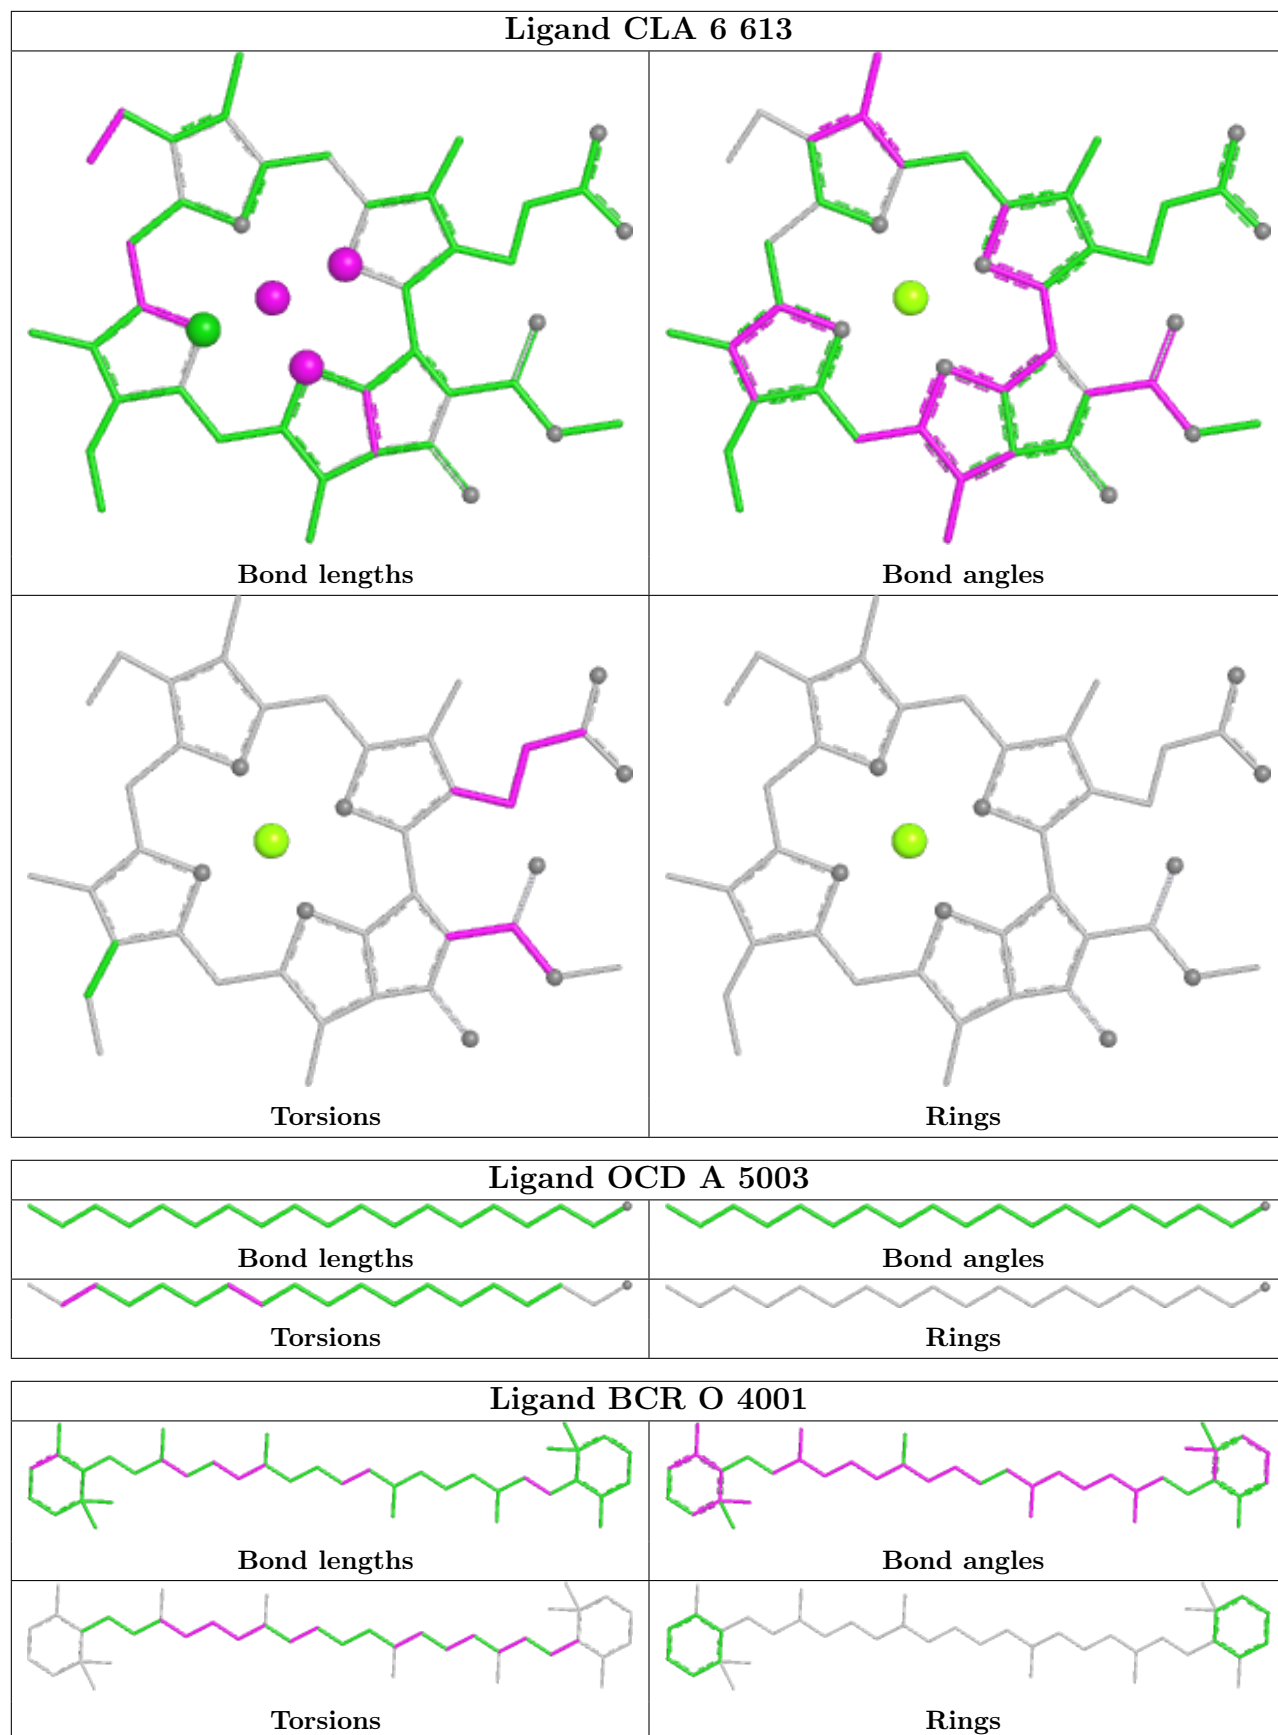 Ligand CLA 6 613
Bond lengths
Bond angles
Torsions
Rings
Ligand OCD A 5003
Bond lengths
Bond angles
Torsions
Rings
Ligand BCR O 4001
Bond lengths
Bond angles
Torsions
Rings